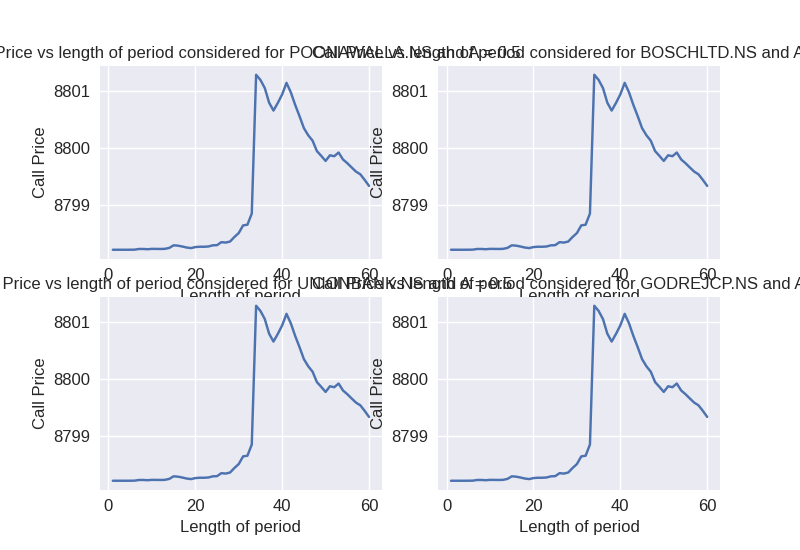 Price vs length of period considered for POONAWALLA.NS and A = 0.5
Call Price vs length of period considered for BOSCHLTD.NS and A
8801
8800
8799
Call Price
0 20 40 60
Length of period
8801
8800
8799
Call Price
0 20 40 60
Length of period
Price vs length of period considered for UNIONBANK.NS and A = 0.5
Call Price vs length of period considered for GODREJCP.NS and A
8801
8800
8799
Call Price
0 20 40 60
Length of period
8801
8800
8799
Call Price
0 20 40 60
Length of period